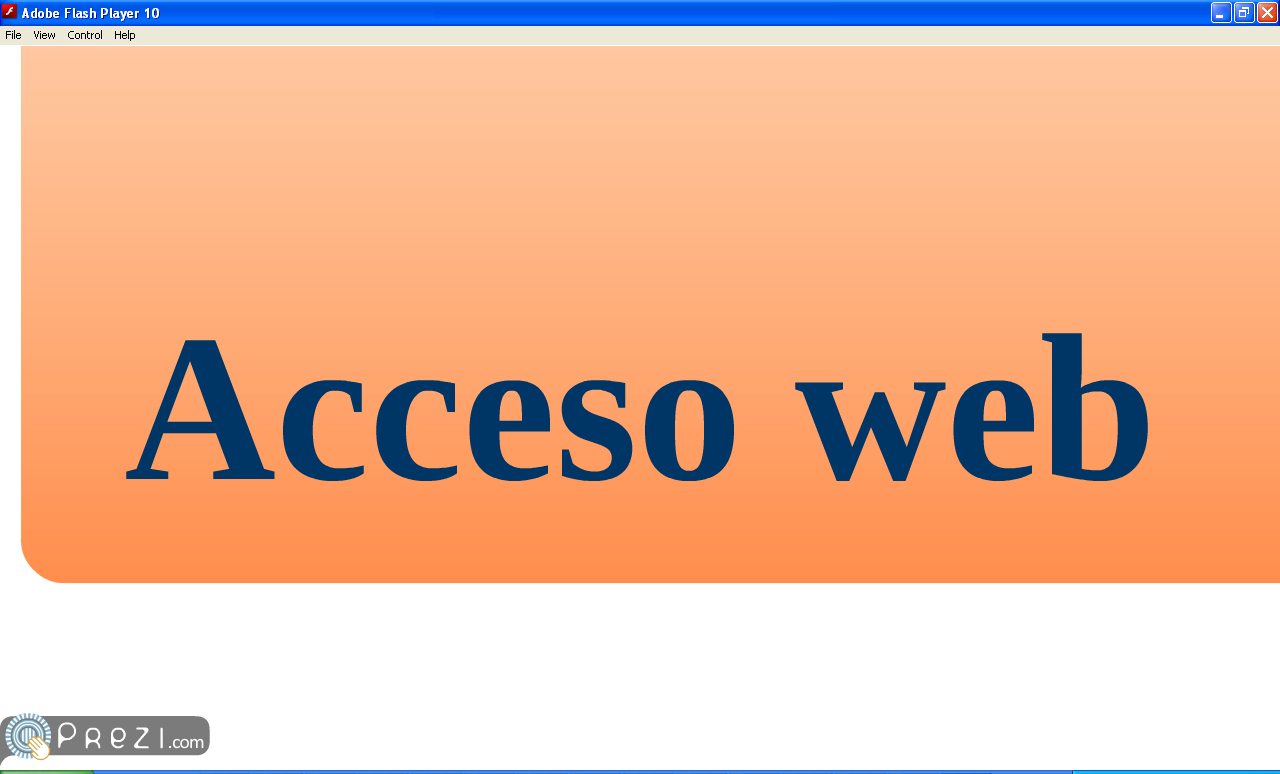 Adobe Flash Player 10
File View Control Help
Acceso web
Prezi.com